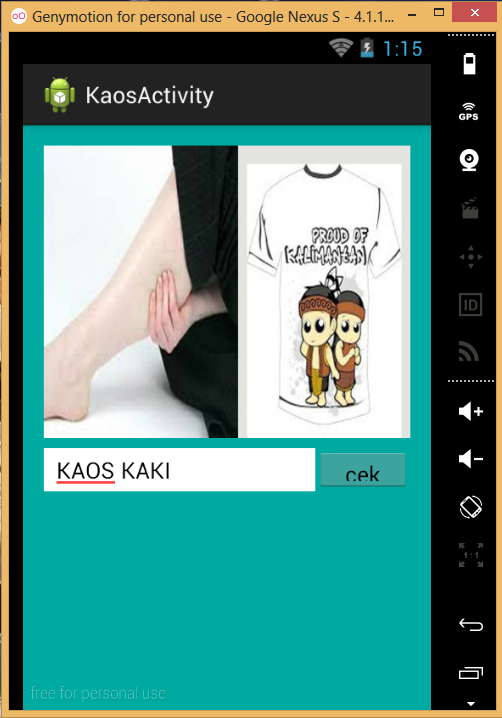 Genymotion for personal use - Google Nexus S - 4.1.1...
1:15
GPS
KaosActivity
PROUD OF
KALIMANTAN
ID
KAOS KAKI
cek
1:1
free for personal use